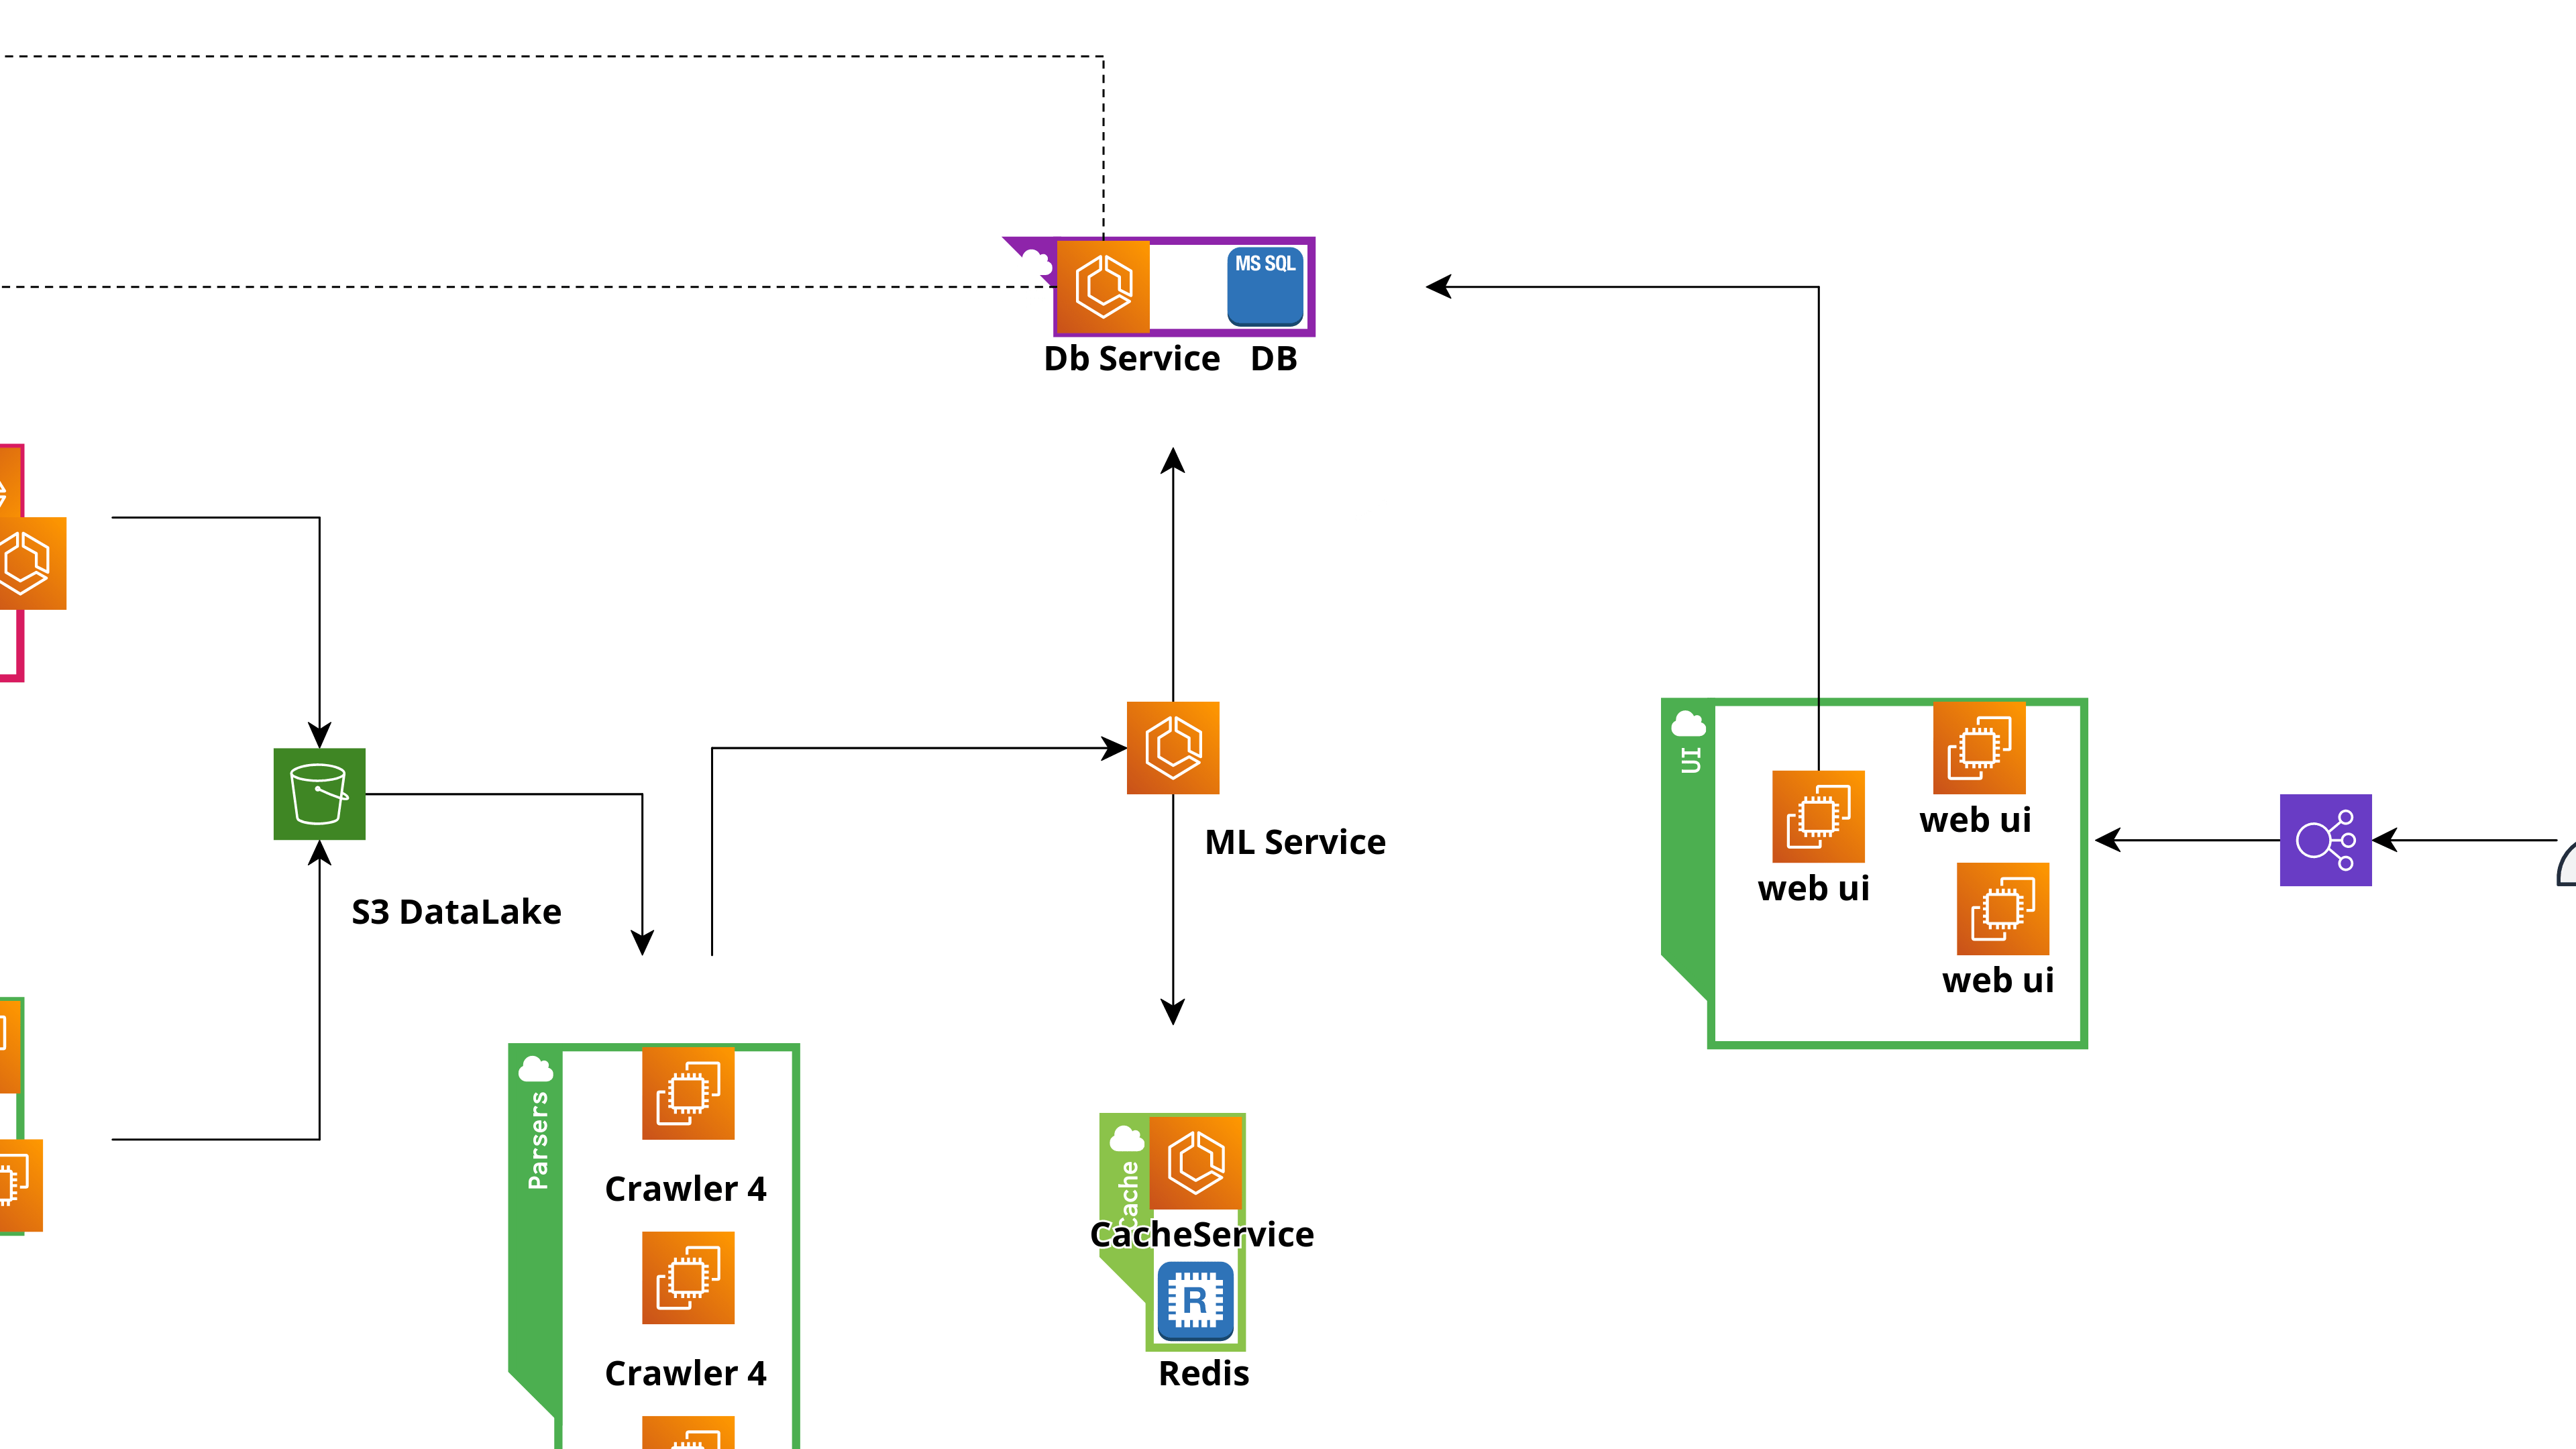 MS SQL
Db Service
DB
UI
web ui
web ui
ML Service
S3 DataLake
web ui
Parsers
Crawler 4
Cache
CacheService
R
Crawler 4
Redis